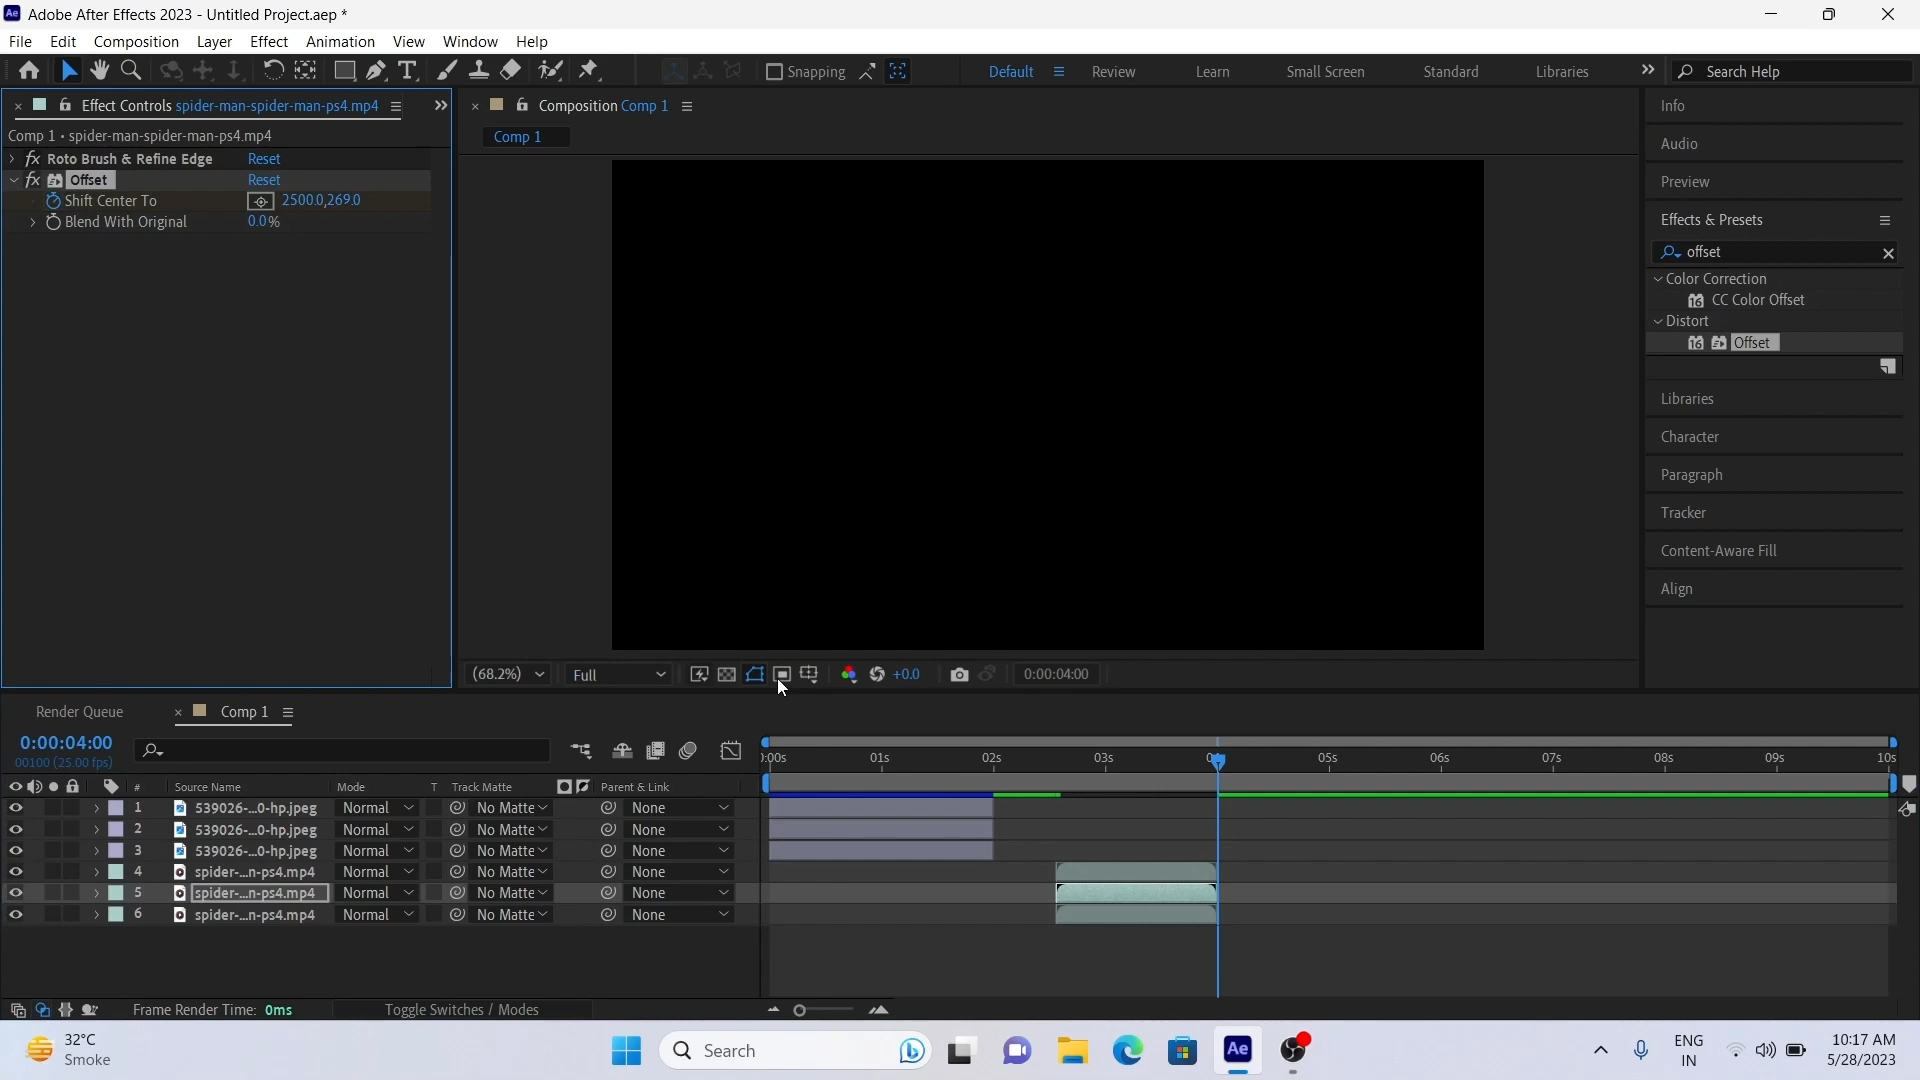 Adobe After Effects 2023 - Untitled Project.aep *
File Edit Composition Layer Effect Animation View Window Help
Snapping Default Review Learn Small Screen Standard Libraries Search Help
Effect Controls spider-man-spider-man-ps4.mp4
Comp 1 • spider-man-spider-man-ps4.mp4
fx Roto Brush & Refine Edge Reset
fx Offset Reset
Shift Center To 2500.0,269.0
Blend With Original 0.0%
Composition Comp 1
Comp 1
(68.2%) Full +0.0 0:00:04:00
Info
Audio
Preview
Effects & Presets
offset
Color Correction
CC Color Offset
Distort
Offset
Libraries
Character
Paragraph
Tracker
Content-Aware Fill
Align
Render Queue Comp 1
0:00:04:00
00100 (25.00 fps)
01s 02s 03s 05s 06s 07s 08s 09s
# Source Name Mode T Track Matte Parent & Link
1 539026-...0-hp.jpeg Normal No Matte None
2 539026-...0-hp.jpeg Normal No Matte None
3 539026-...0-hp.jpeg Normal No Matte None
4 spider-...n-ps4.mp4 Normal No Matte None
5 spider-...n-ps4.mp4 Normal No Matte None
6 spider-...n-ps4.mp4 Normal No Matte None
Frame Render Time: 0ms Toggle Switches / Modes
32°C
Smoke
Search
Ae
ENG
IN
10:17 AM
5/28/2023